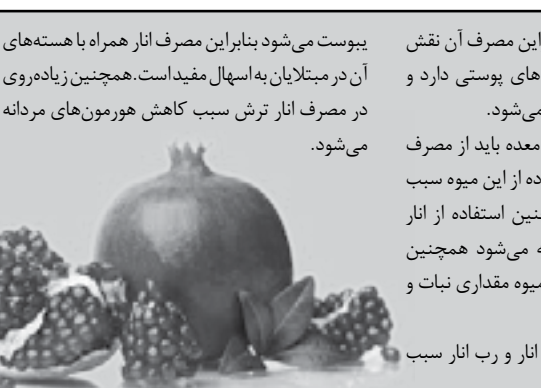 این مصرف آن نقش
های پوستی دارد و
می‌شود.
معده باید از مصرف
ده از این میوه سبب
نین استفاده از انار
ه می‌شود همچنین
میوه مقداری نبات و
انار و رب انار سبب
یبوست می‌شود بنابراین مصرف انار همراه با هسته‌های
آن در مبتلایان به اسهال مفید است.همچنین زیاده‌روی
در مصرف انار ترش سبب کاهش هورمون‌های مردانه
می‌شود.